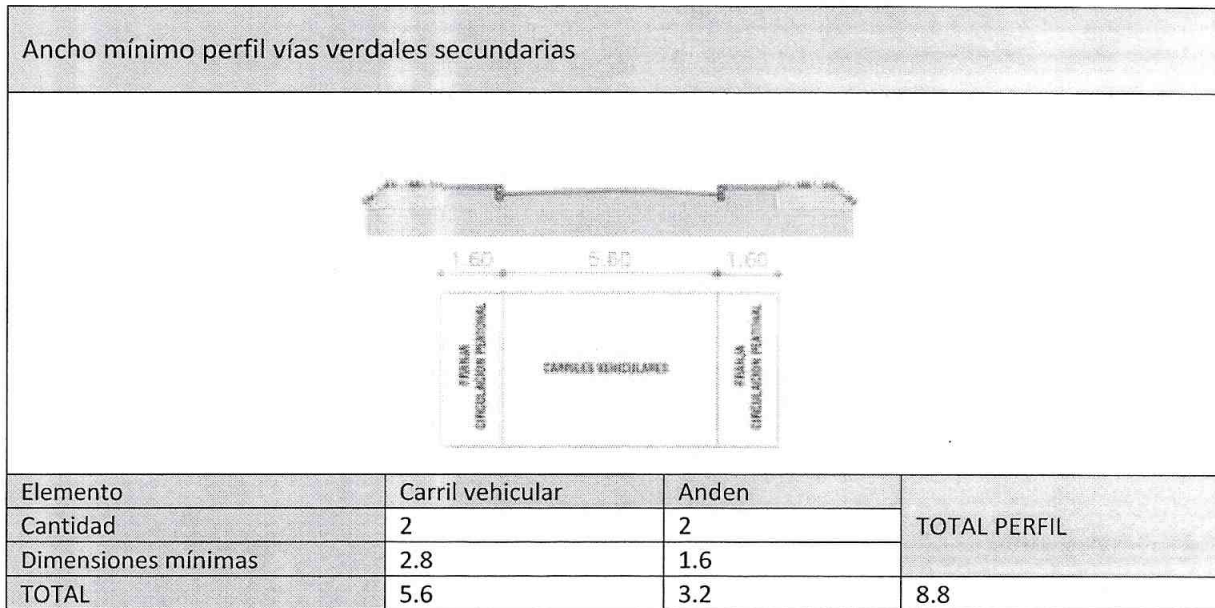 Ancho mínimo perfil vías verdales secundarias
1.60 5.60 1.60
FRANJA
CIRCULACION PEATONAL
CARRILES VEHICULARES
FRANJA
CIRCULACION PEATONAL
Elemento Carril vehicular Anden TOTAL PERFIL
Cantidad 2 2
Dimensiones mínimas 2.8 1.6
TOTAL 5.6 3.2 8.8